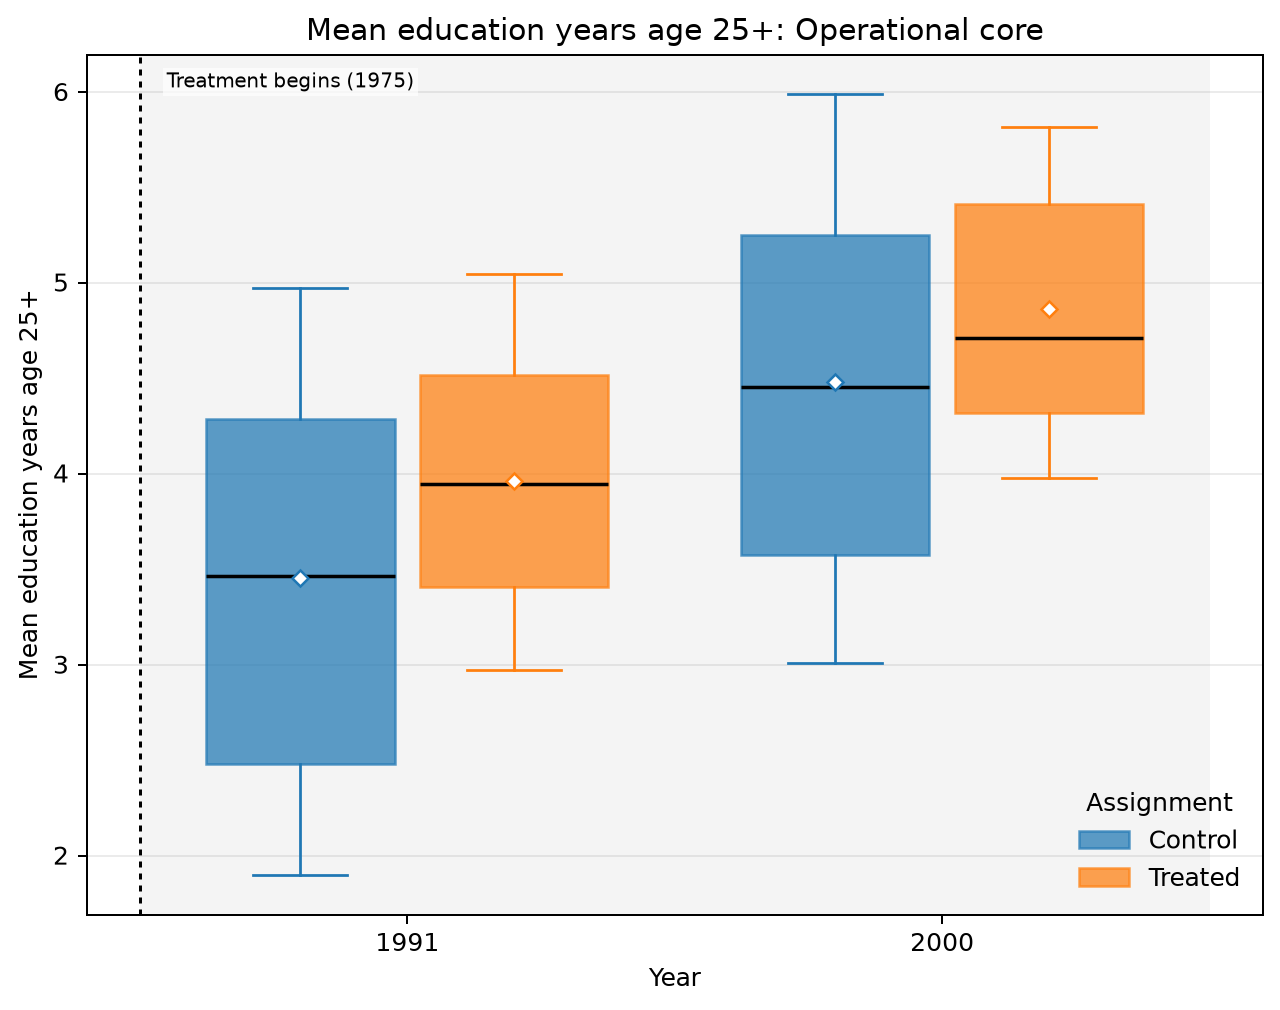 Mean education years age 25+: Operational core
Treatment begins (1975)
Mean education years age 25+
6
5
4
3
2
1991
2000
Year
Assignment
Control
Treated